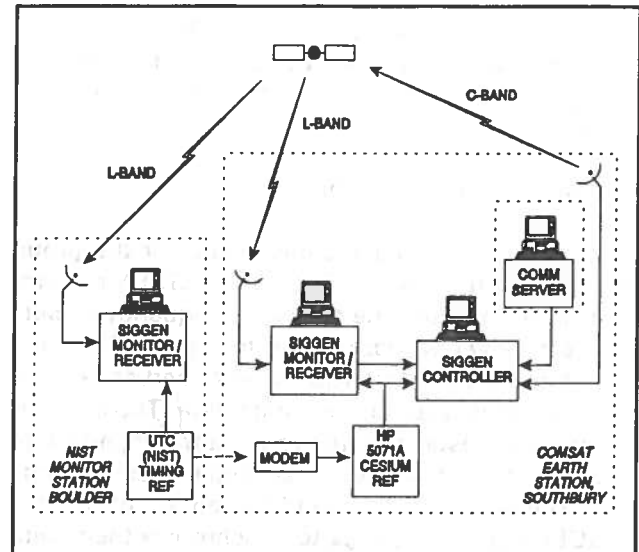 C-BAND
L-BAND
L-BAND
COMM
SERVER
SIGGEN
MONITOR /
RECEIVER
SIGGEN
MONITOR /
RECEIVER
SIGGEN
CONTROLLER
NIST
MONITOR
STATION
BOULDER
UTC
(NIST)
TIMING
REF
MODEM
HP
5071A
CESIUM
REF
COMSAT
EARTH
STATION,
SOUTHBURY